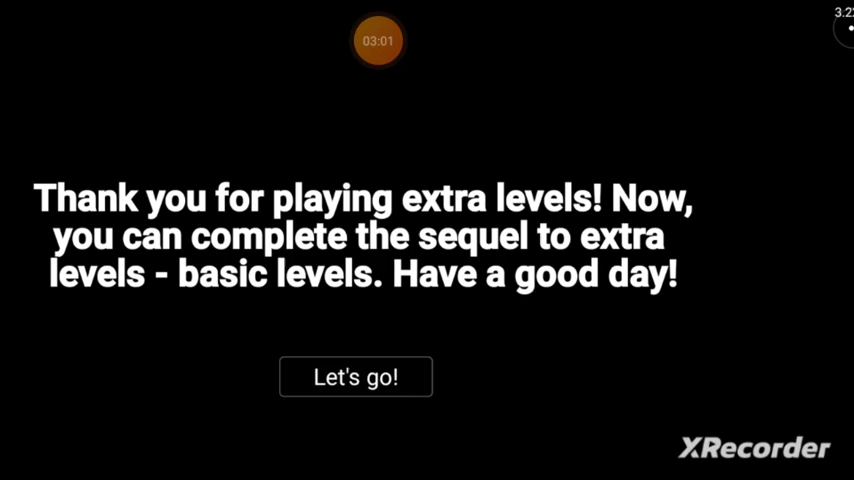 3.2
03:01
Thank you for playing extra levels! Now,
you can complete the sequel to extra
levels - basic levels. Have a good day!
Let's go!
XRecorder